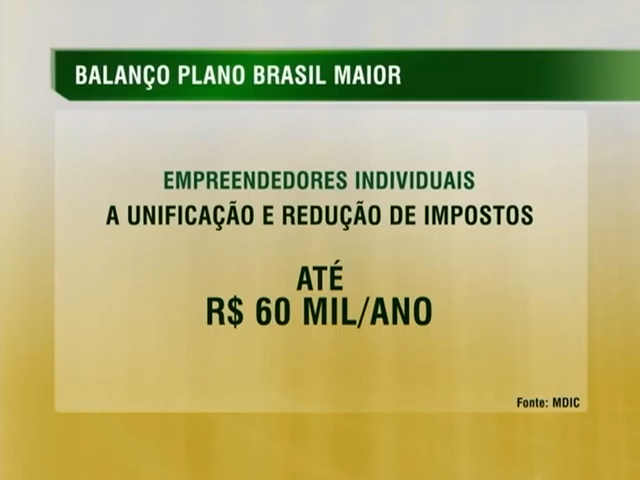 BALANÇO PLANO BRASIL MAIOR
EMPREENDEDORES INDIVIDUAIS
A UNIFICAÇÃO E REDUÇÃO DE IMPOSTOS
ATÉ
R$ 60 MIL/ANO
Fonte: MDIC